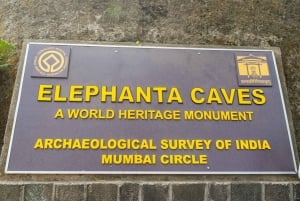 ELEPHANTA CAVES
A WORLD HERITAGE MONUMENT
ARCHAEOLOGICAL SURVEY OF INDIA
MUMBAI CIRCLE